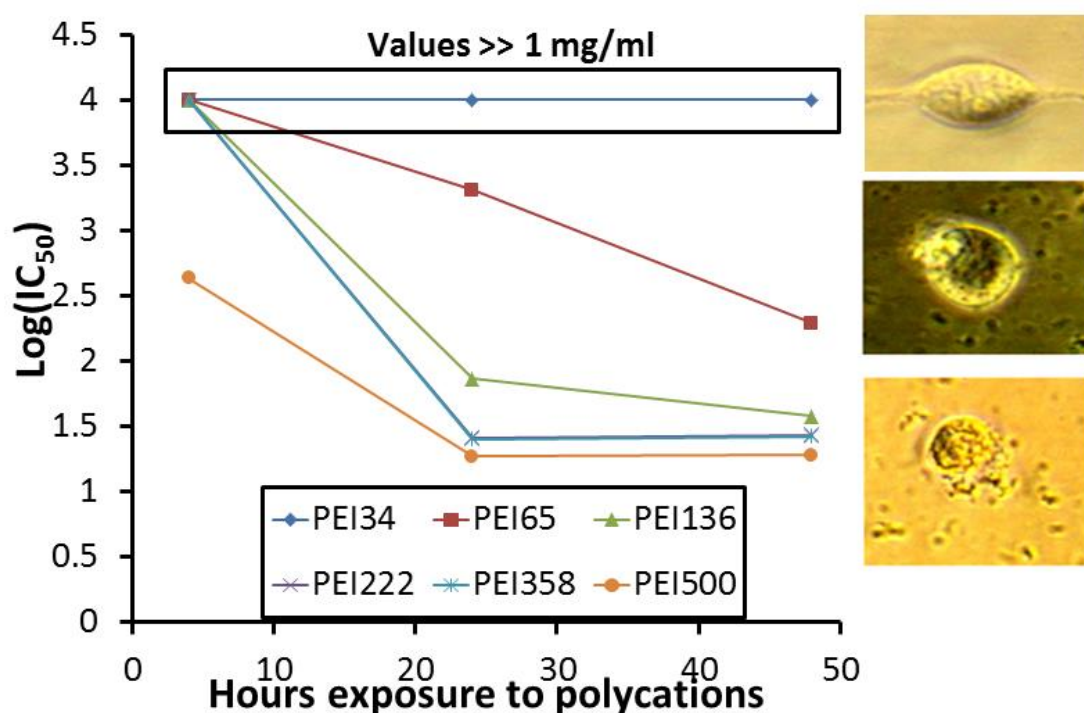 Values >> 1 mg/ml
Log(IC₅₀)
4.5
4
3.5
3
2.5
2
1.5
1
0.5
0
PEI34 PEI65 PEI136
PEI222 PEI358 PEI500
0 10 20 30 40 50
Hours exposure to polycations